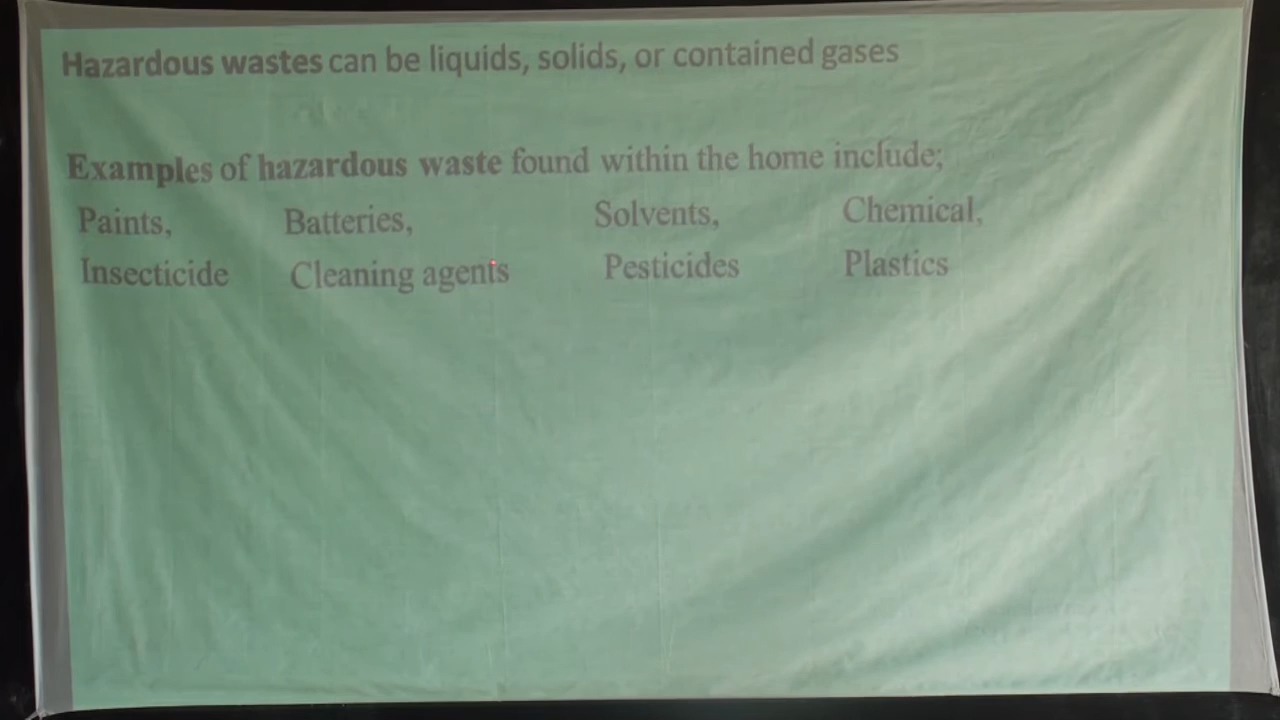 Hazardous wastes can be liquids, solids, or contained gases
Examples of hazardous waste found within the home include;
Paints, Batteries, Solvents, Chemical,
Insecticide Cleaning agents Pesticides Plastics